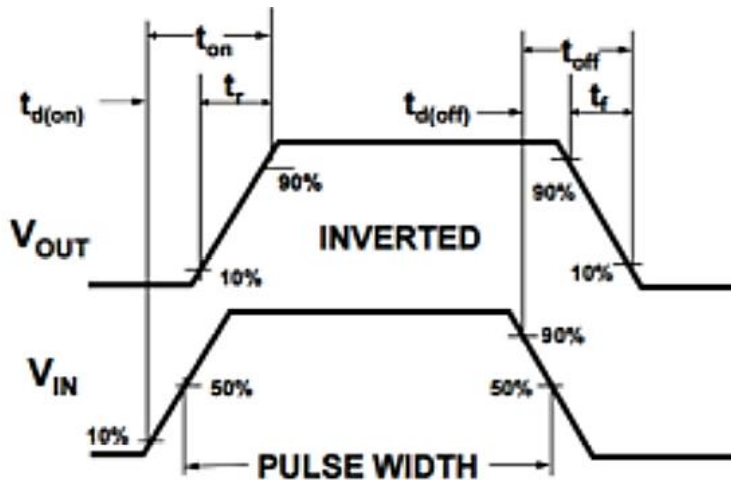 t_on
t_off
t_d(on)
t_r
t_d(off)
t_f
90%
90%
V_OUT
INVERTED
10%
10%
90%
V_IN
50%
50%
10%
PULSE WIDTH